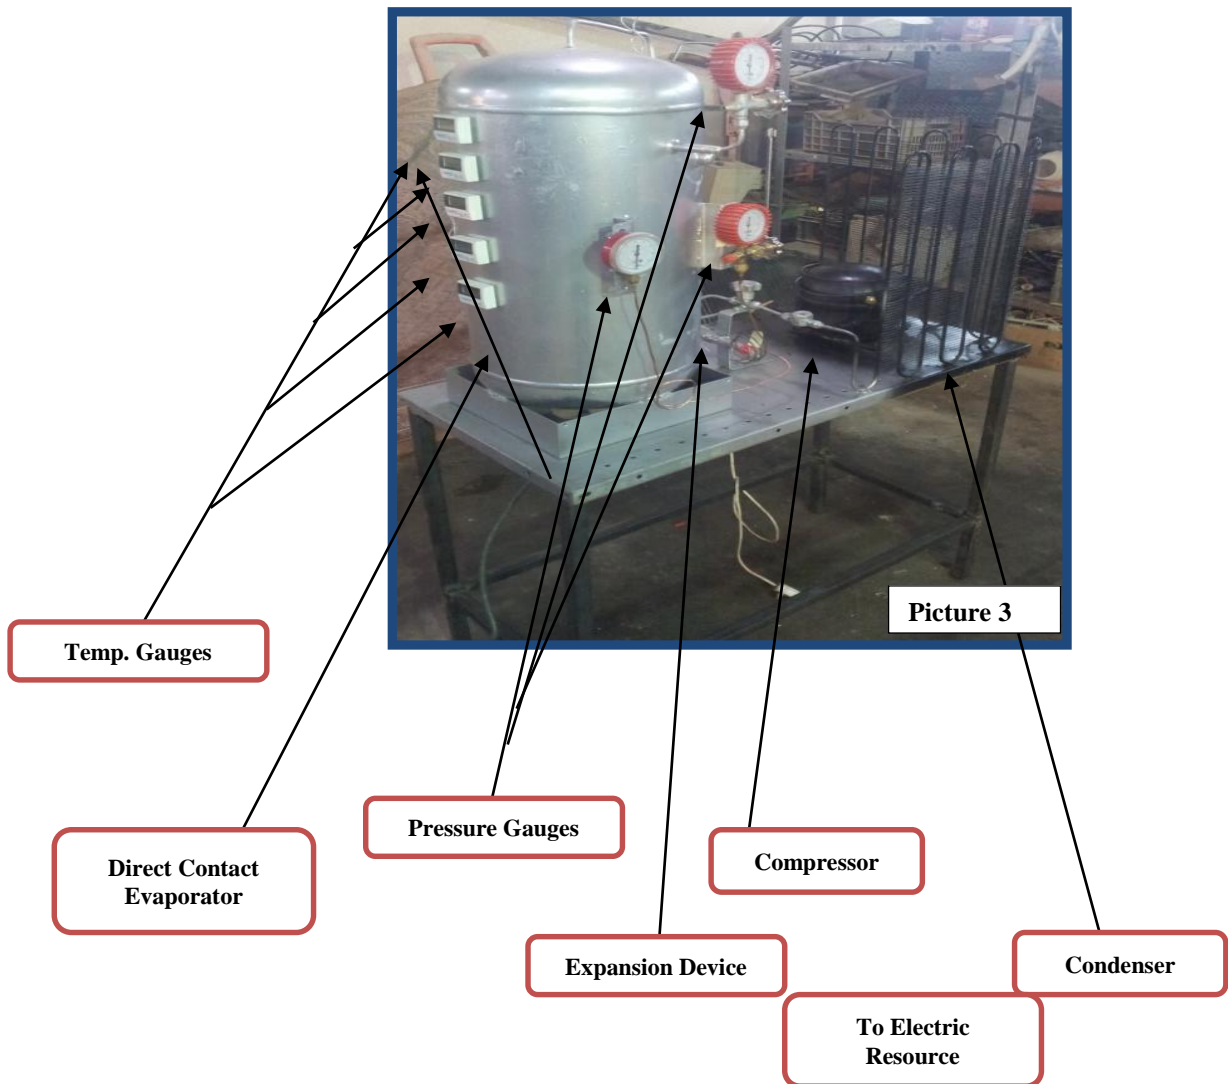 Picture 3
Temp. Gauges
Pressure Gauges
Direct Contact
Evaporator
Compressor
Expansion Device
Condenser
To Electric
Resource